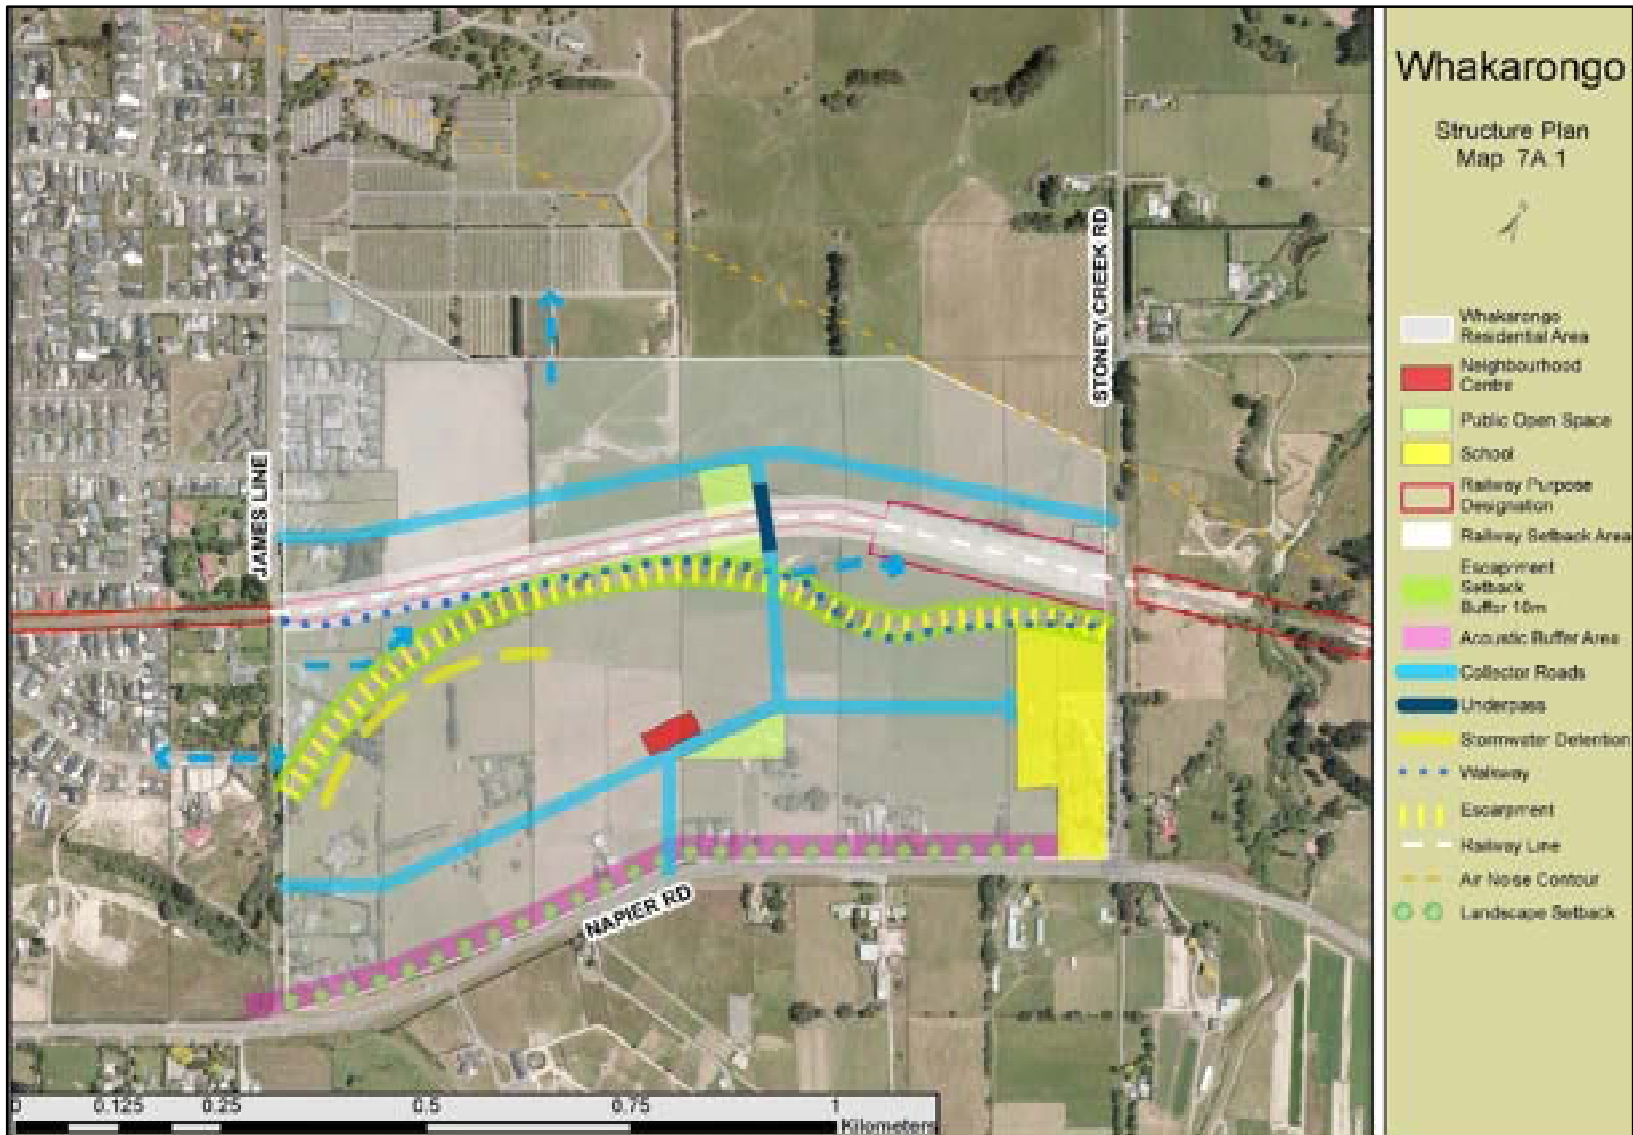 Whakarongo
Structure Plan
Map 7A 1
Whakarongo
Residential Area
Neighbourhood
Centre
Public Open Space
School
Railway Purpose
Designation
Railway Setback Area
Escarpment
Setback
Buffer 10m
Acoustic Buffer Area
Collector Roads
Underpass
Stormwater Detention
Walkway
Escarpment
Railway Line
Air Noise Contour
Landscape Setback
STONEY CREEK RD
JAMES LINE
NAPIER RD
0 0.125 0.25 0.5 0.75 1
Kilometers